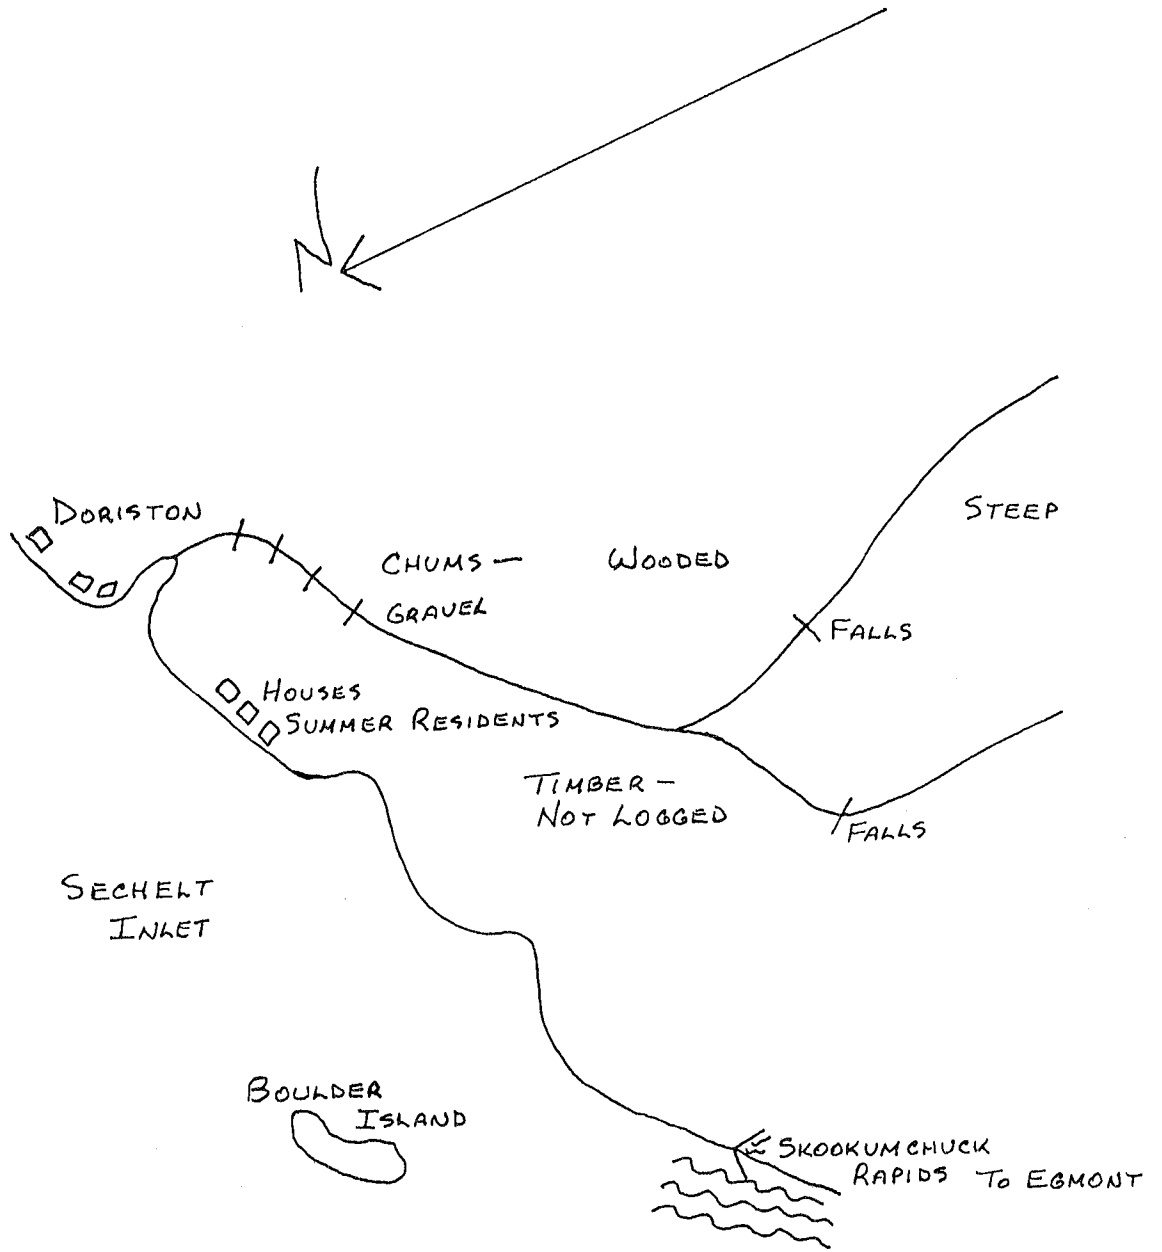 N
DORISTON
STEEP
CHUMS — WOODED
GRAVEL
FALLS
HOUSES
SUMMER RESIDENTS
TIMBER —
NOT LOGGED
FALLS
SECHELT
INLET
BOULDER
ISLAND
SKOOKUMCHUCK
RAPIDS TO EGMONT